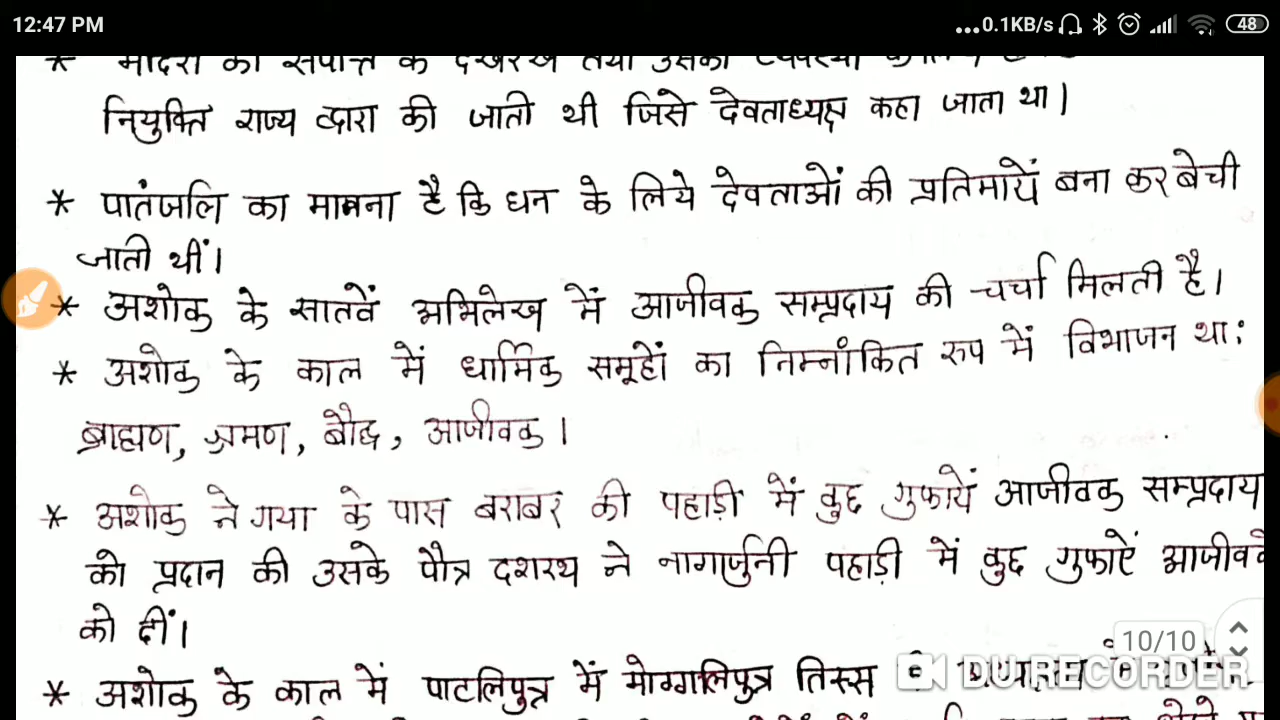 12:47 PM
...0.1KB/s 48
नियुक्ति राज्य द्वारा की जाती थी जिसे देवताध्यक्ष कहा जाता था।
* पातंजलि का मानना है कि धन के लिये देवताओं की प्रतिमायें बना कर बेची
जाती थीं।
* अशोक के सातवें अभिलेख में आजीवक सम्प्रदाय की चर्चा मिलती है।
* अशोक के काल में धार्मिक समूहों का निम्नांकित रुप में विभाजन था:
ब्राह्मण, श्रमण, बौद्ध, आजीवक।
* अशोक ने गया के पास बराबर की पहाड़ी में कुछ गुफायें आजीवक सम्प्रदाय
को प्रदान की उसके पौत्र दशरथ ने नागार्जुनी पहाड़ी में कुछ गुफाऐं
को दीं।
10/10
* अशोक के काल में पाटलिपुत्र में मोग्गलिपुत्र तिस्स
DU RECORDER